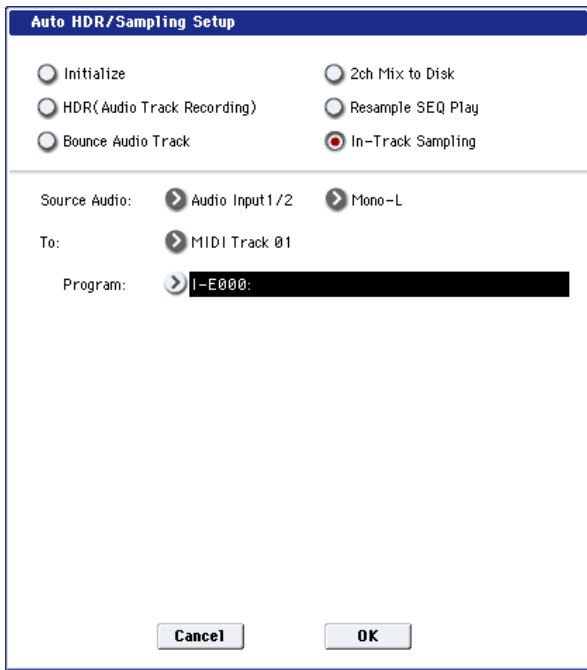 Auto HDR/Sampling Setup
Initialize
2ch Mix to Disk
HDR(Audio Track Recording)
Resample SEQ Play
Bounce Audio Track
In-Track Sampling
Source Audio: Audio Input1/2 Mono-L
To: MIDI Track 01
Program: I-E000:
Cancel OK